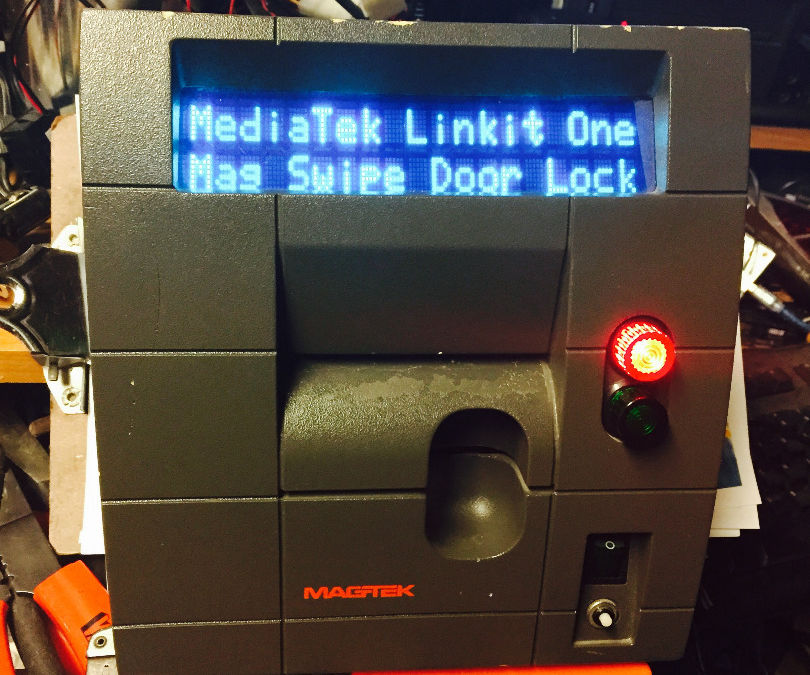 MediaTek Linkit One
Mag Swipe Door Lock
MAGTEK